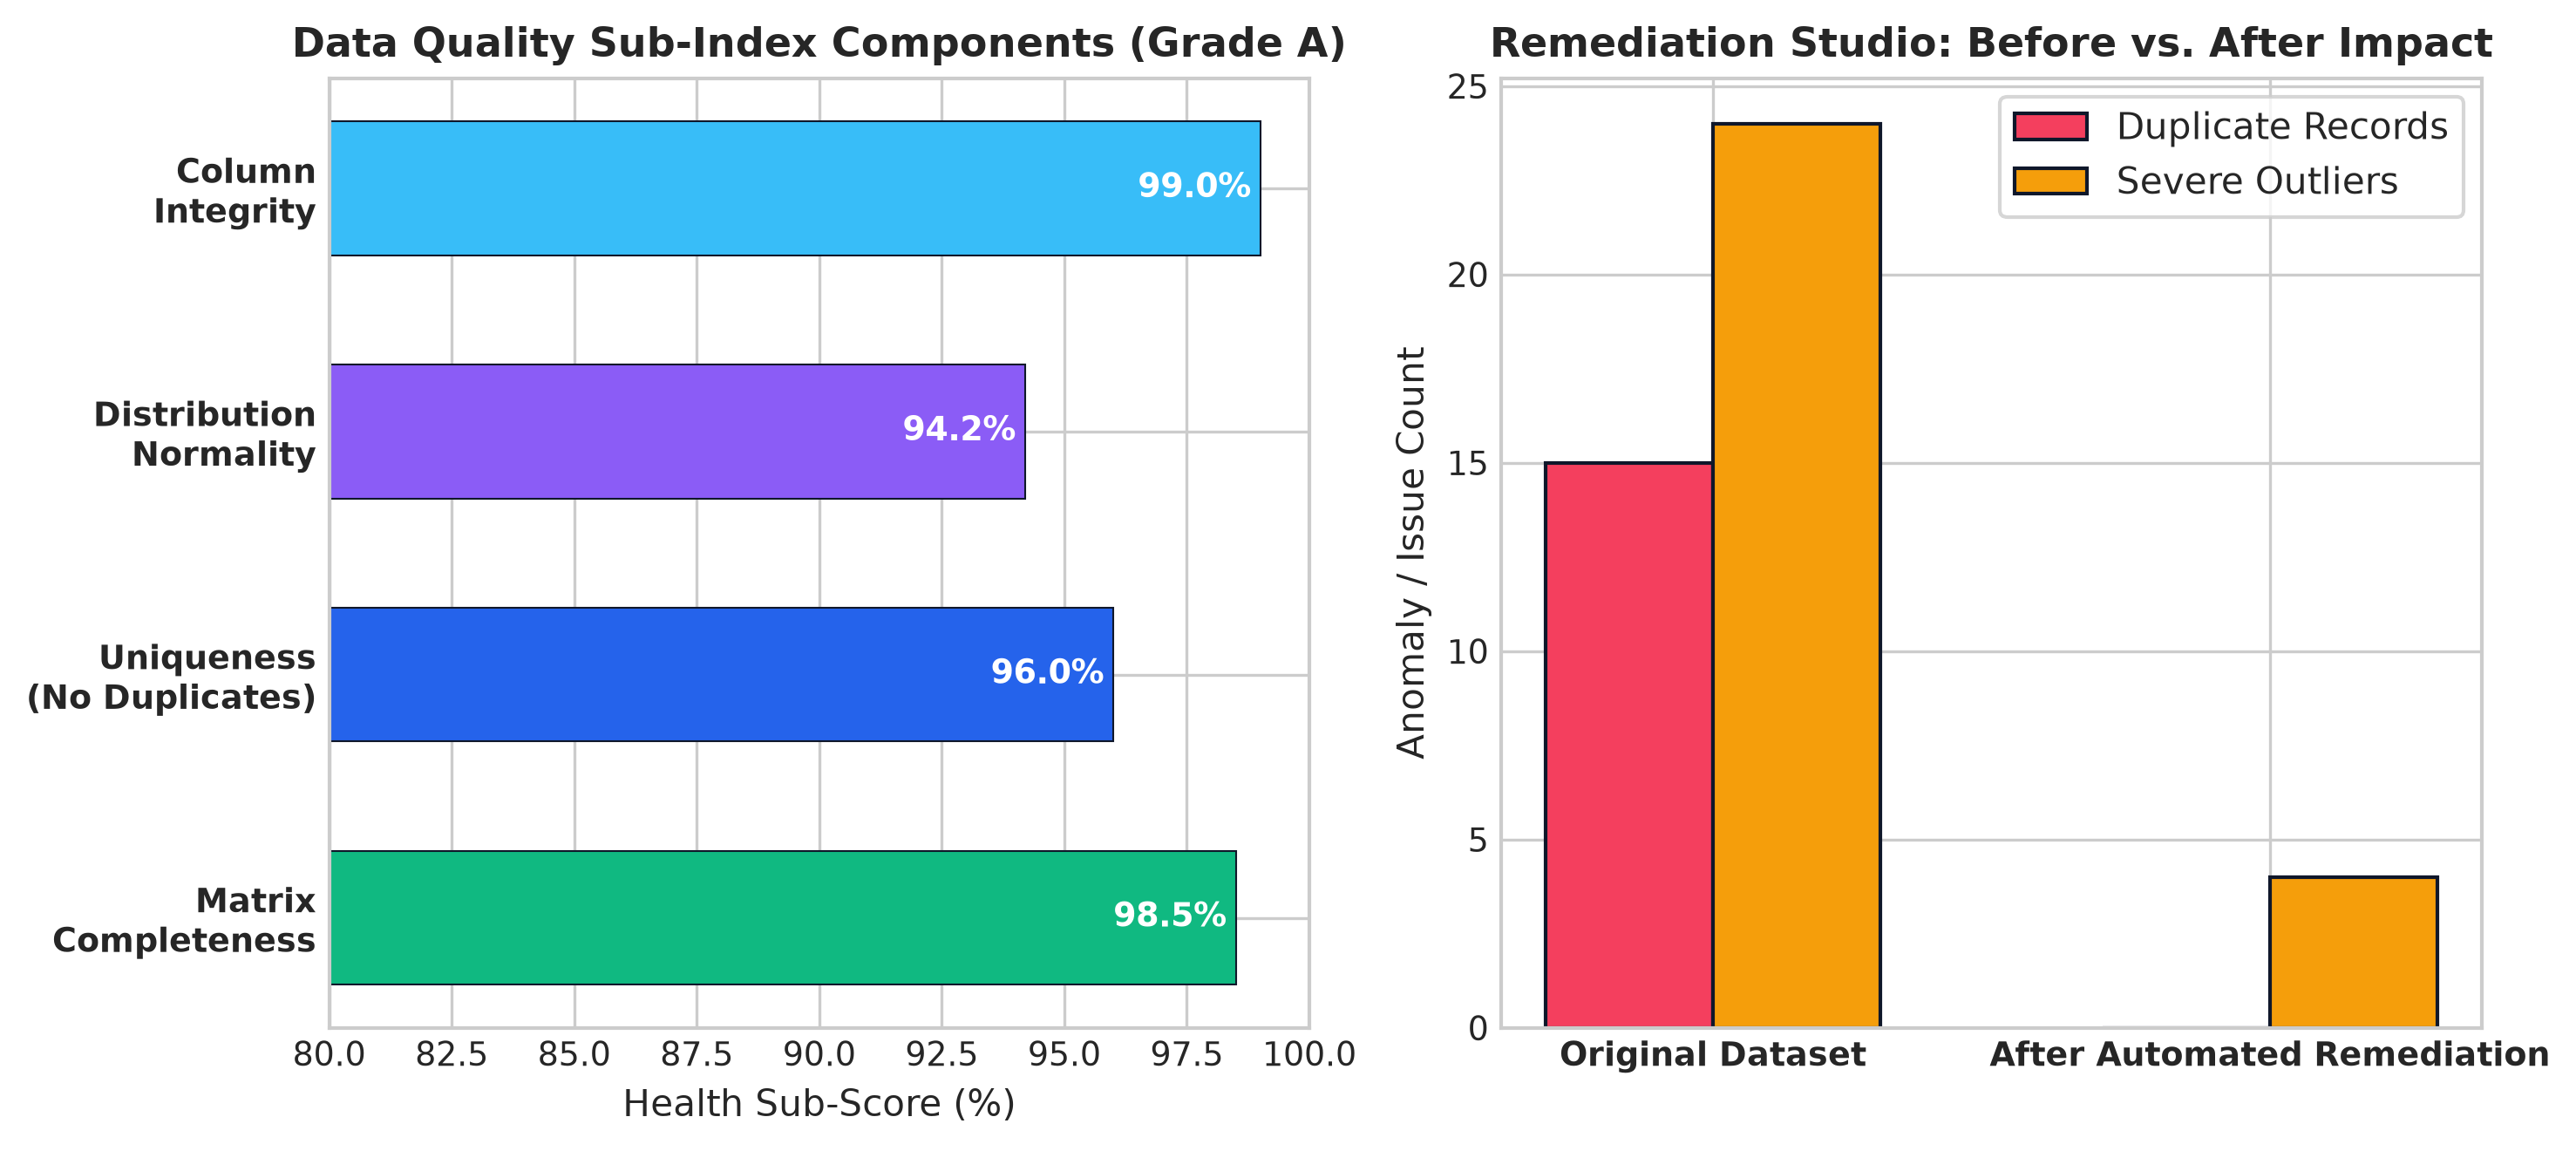 Data Quality Sub-Index Components (Grade A)
Column
Integrity
99.0%
Distribution
Normality
94.2%
Uniqueness
(No Duplicates)
96.0%
Matrix
Completeness
98.5%
80.0 82.5 85.0 87.5 90.0 92.5 95.0 97.5 100.0
Health Sub-Score (%)
Remediation Studio: Before vs. After Impact
Anomaly / Issue Count
25
20
15
10
5
0
Duplicate Records
Severe Outliers
Original Dataset After Automated Remediation